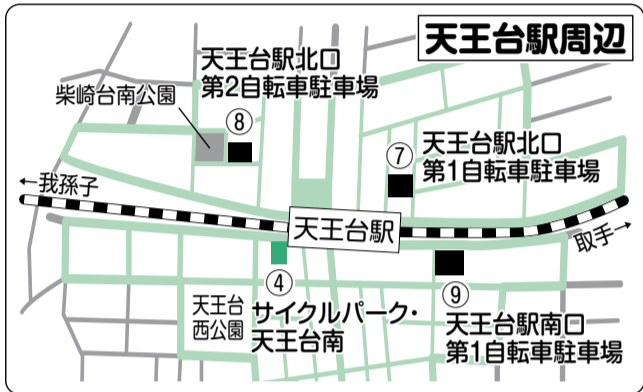 天王台駅周辺
天王台駅北口
第2自転車駐車場
柴崎台南公園
⑧
⑦
天王台駅北口
第1自転車駐車場
←我孫子
天王台駅
取手→
④
サイクルパーク・
天王台南
天王台
西公園
⑨
天王台駅南口
第1自転車駐車場